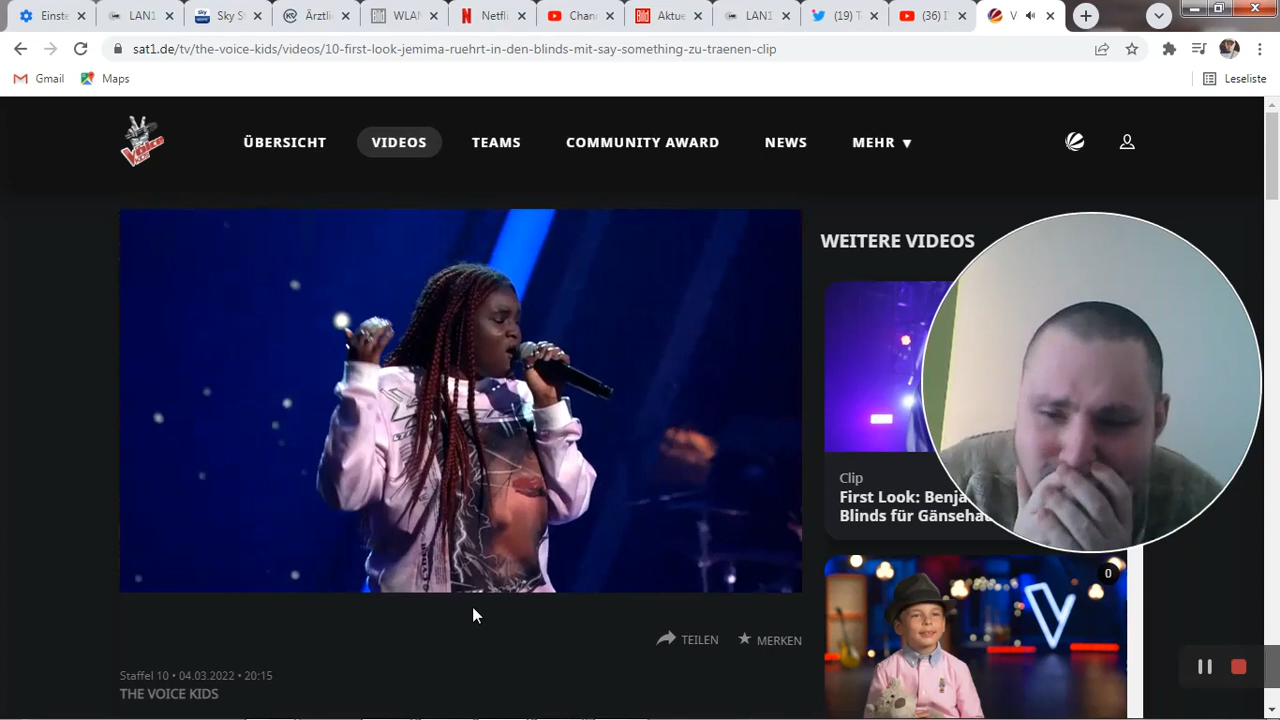 Einste
LAN1
Sky S
Ärztli
WLAN
Netfl
Chan
Aktue
LAN1
(19) T
(36) I
V
sat1.de/tv/the-voice-kids/videos/10-first-look-jemima-ruehrt-in-den-blinds-mit-say-something-zu-traenen-clip
Gmail Maps Leseliste
ÜBERSICHT VIDEOS TEAMS COMMUNITY AWARD NEWS MEHR ▼
WEITERE VIDEOS
Clip
First Look: Benja
Blinds für Gänseha
0
TEILEN MERKEN
Staffel 10 • 04.03.2022 • 20:15
THE VOICE KIDS